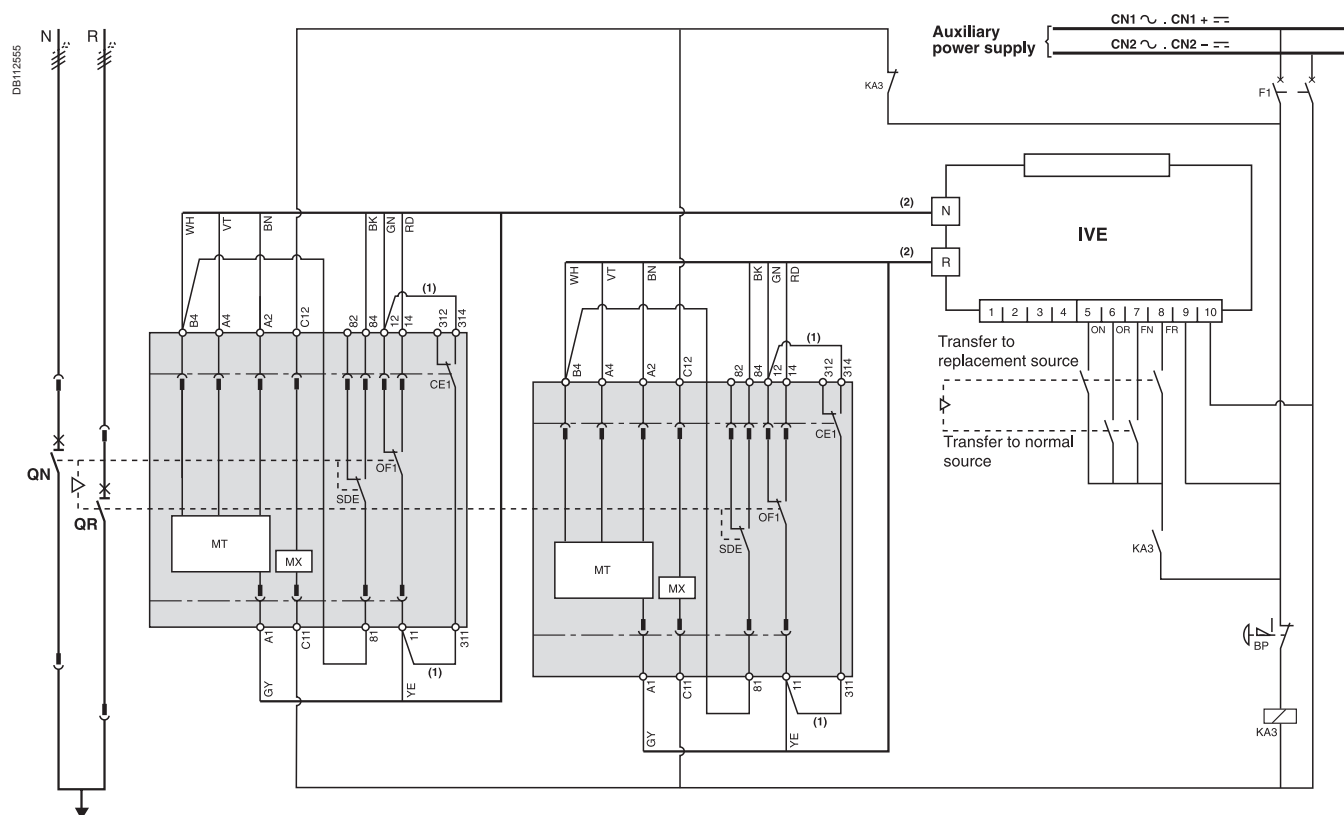 DB112555
N
R
Auxiliary
power supply
CN1 ∿ . CN1 + ⎓
CN2 ∿ . CN2 – ⎓
KA3
F1
(2)
N
(2)
R
IVE
1 2 3 4 5 6 7 8 9 10
ON OR FN FR
Transfer to
replacement source
Transfer to normal
source
KA3
BP
KA3
WH VT BN BK GN RD
(1)
B4 A4 A2 C12 82 84 12 14 312 314
CE1
OF1
SDE
MT
MX
A1 C11 81 11 311
(1)
GY YE
WH VT BN BK GN RD
(1)
B4 A4 A2 C12 82 84 12 14 312 314
CE1
OF1
SDE
MT
MX
A1 C11 81 11 311
(1)
GY YE
QN
QR